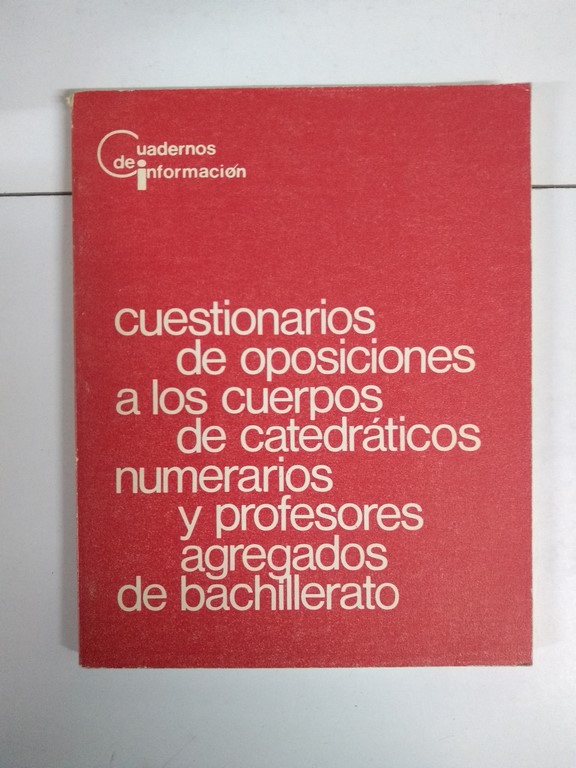 Cuadernos
de información
cuestionarios
de oposiciones
a los cuerpos
de catedráticos
numerarios
y profesores
agregados
de bachillerato